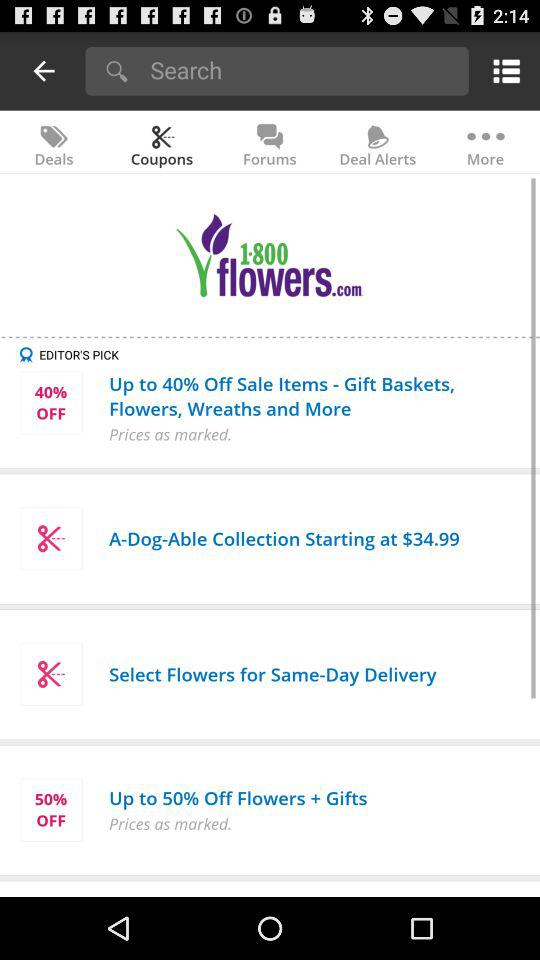 2:14
Search
Deals
Coupons
Forums
Deal Alerts
More
1·800
flowers.com
EDITOR'S PICK
40%
OFF
Up to 40% Off Sale Items - Gift Baskets,
Flowers, Wreaths and More
Prices as marked.
A-Dog-Able Collection Starting at $34.99
Select Flowers for Same-Day Delivery
50%
OFF
Up to 50% Off Flowers + Gifts
Prices as marked.